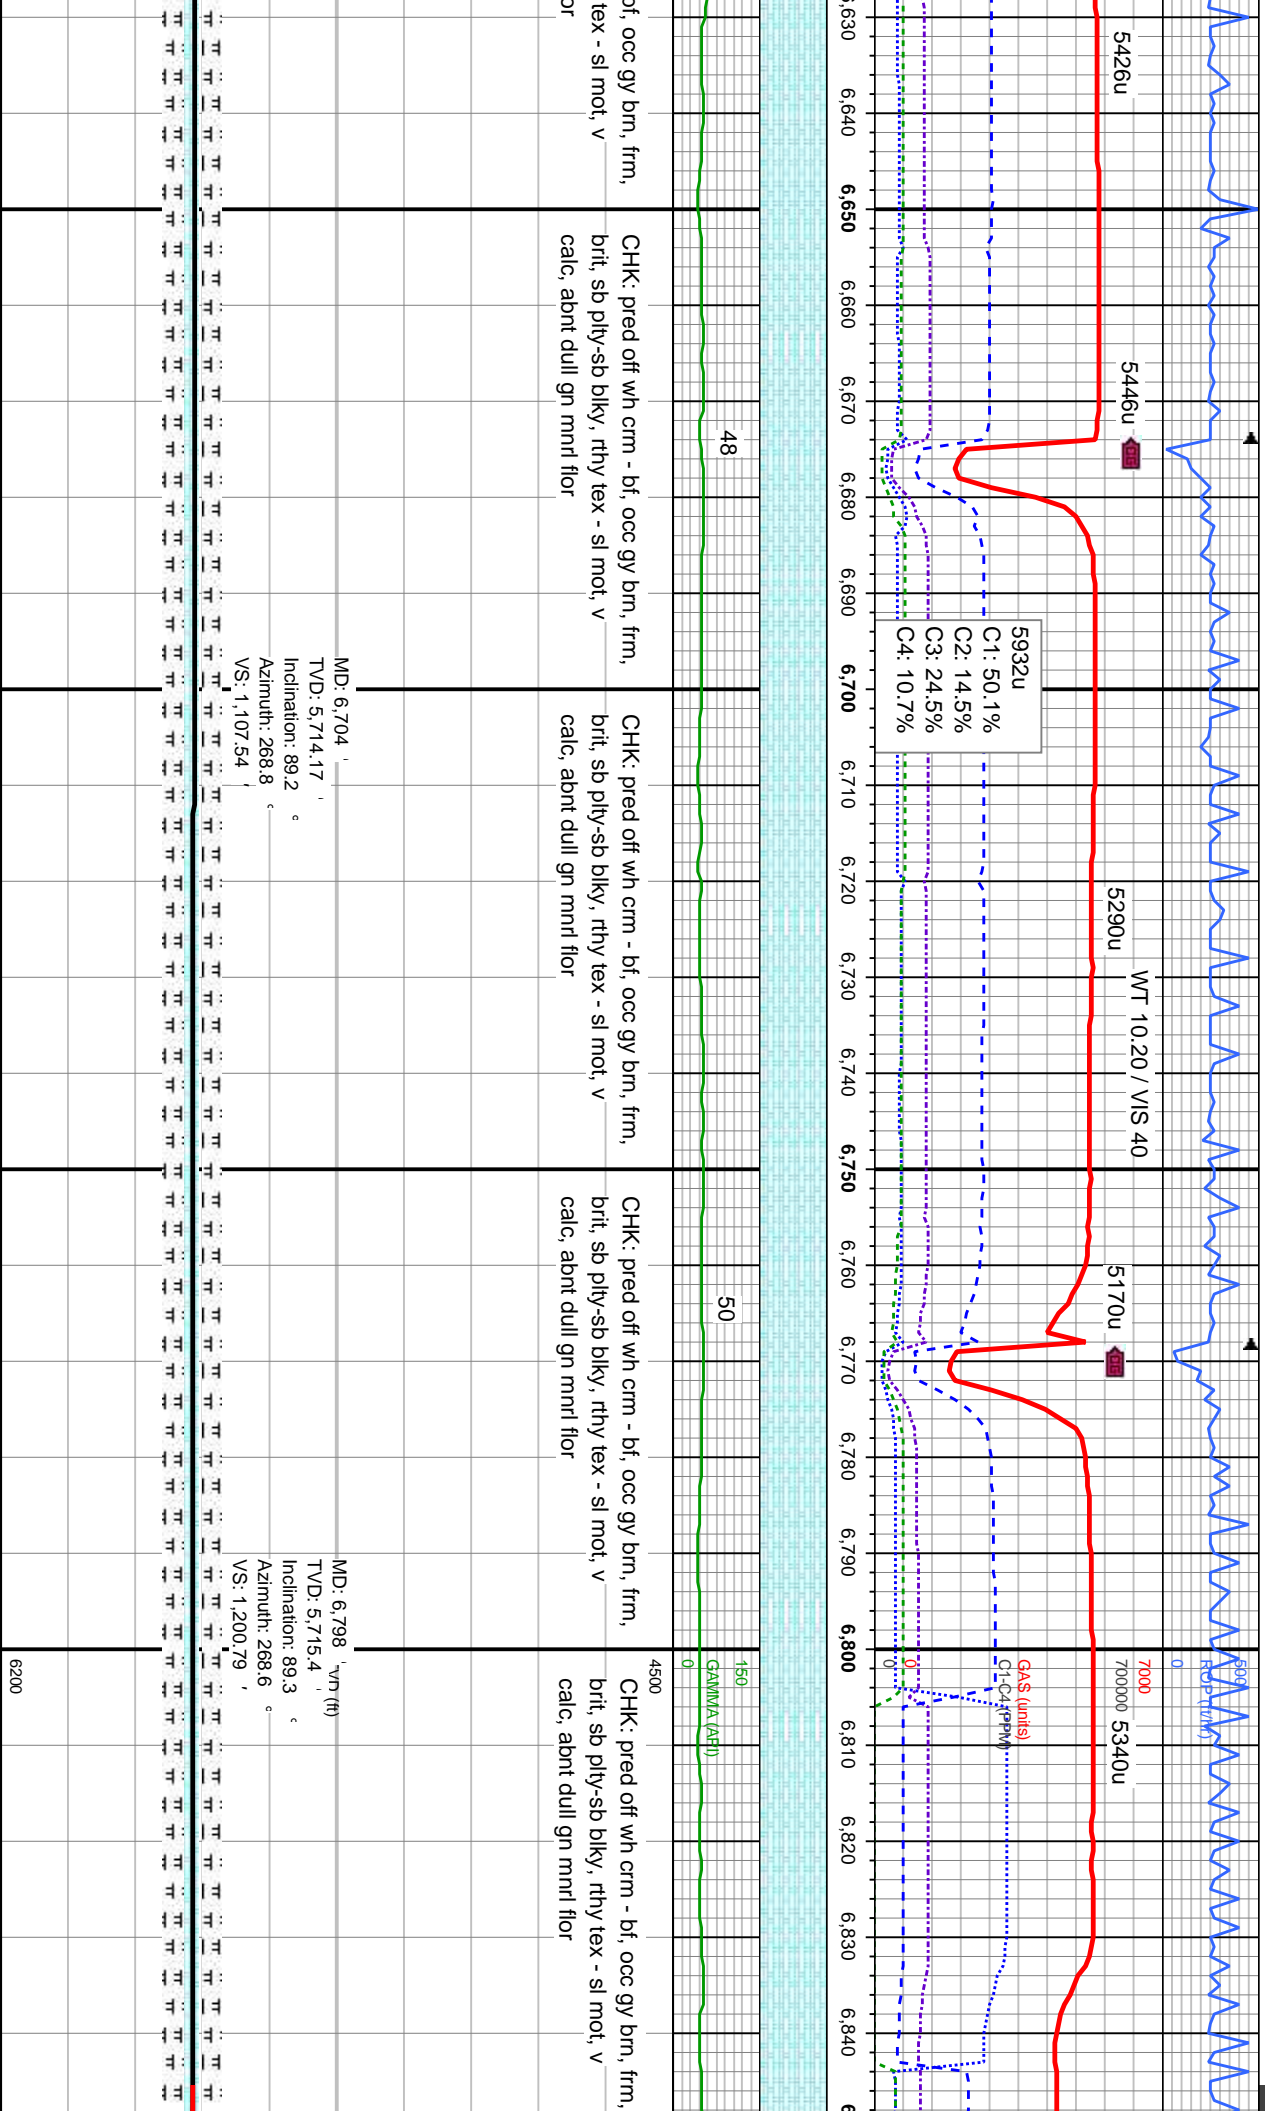 500
ROP (ft/hr)
0
7000
700000
GAS (units)
C1-C4 (PPM)
0
0
5426u
5446u
5290u
WT 10.20 / VIS 40
5170u
5340u
5932u
C1: 50.1%
C2: 14.5%
C3: 24.5%
C4: 10.7%
6,630
6,640
6,650
6,660
6,670
6,680
6,690
6,700
6,710
6,720
6,730
6,740
6,750
6,760
6,770
6,780
6,790
6,800
6,810
6,820
6,830
6,840
150
GAMMA (API)
0
48
50
4500
bf, occ gy brn, frm,
tex - sl mot, v
or
CHK: pred off wh crm - bf, occ gy brn, frm,
brit, sb plty-sb blky, rthy tex - sl mot, v
calc, abnt dull gn mnrl flor
CHK: pred off wh crm - bf, occ gy brn, frm,
brit, sb plty-sb blky, rthy tex - sl mot, v
calc, abnt dull gn mnrl flor
CHK: pred off wh crm - bf, occ gy brn, frm,
brit, sb plty-sb blky, rthy tex - sl mot, v
calc, abnt dull gn mnrl flor
CHK: pred off wh crm - bf, occ gy brn, frm,
brit, sb plty-sb blky, rthy tex - sl mot, v
calc, abnt dull gn mnrl flor
MD: 6,704 '
TVD: 5,714.17 '
Inclination: 89.2 °
Azimuth: 268.8 °
VS: 1,107.54 '
MD: 6,798 '
TVD: 5,715.4 '
Inclination: 89.3 °
Azimuth: 268.6 °
VS: 1,200.79 '
(ft)
6200